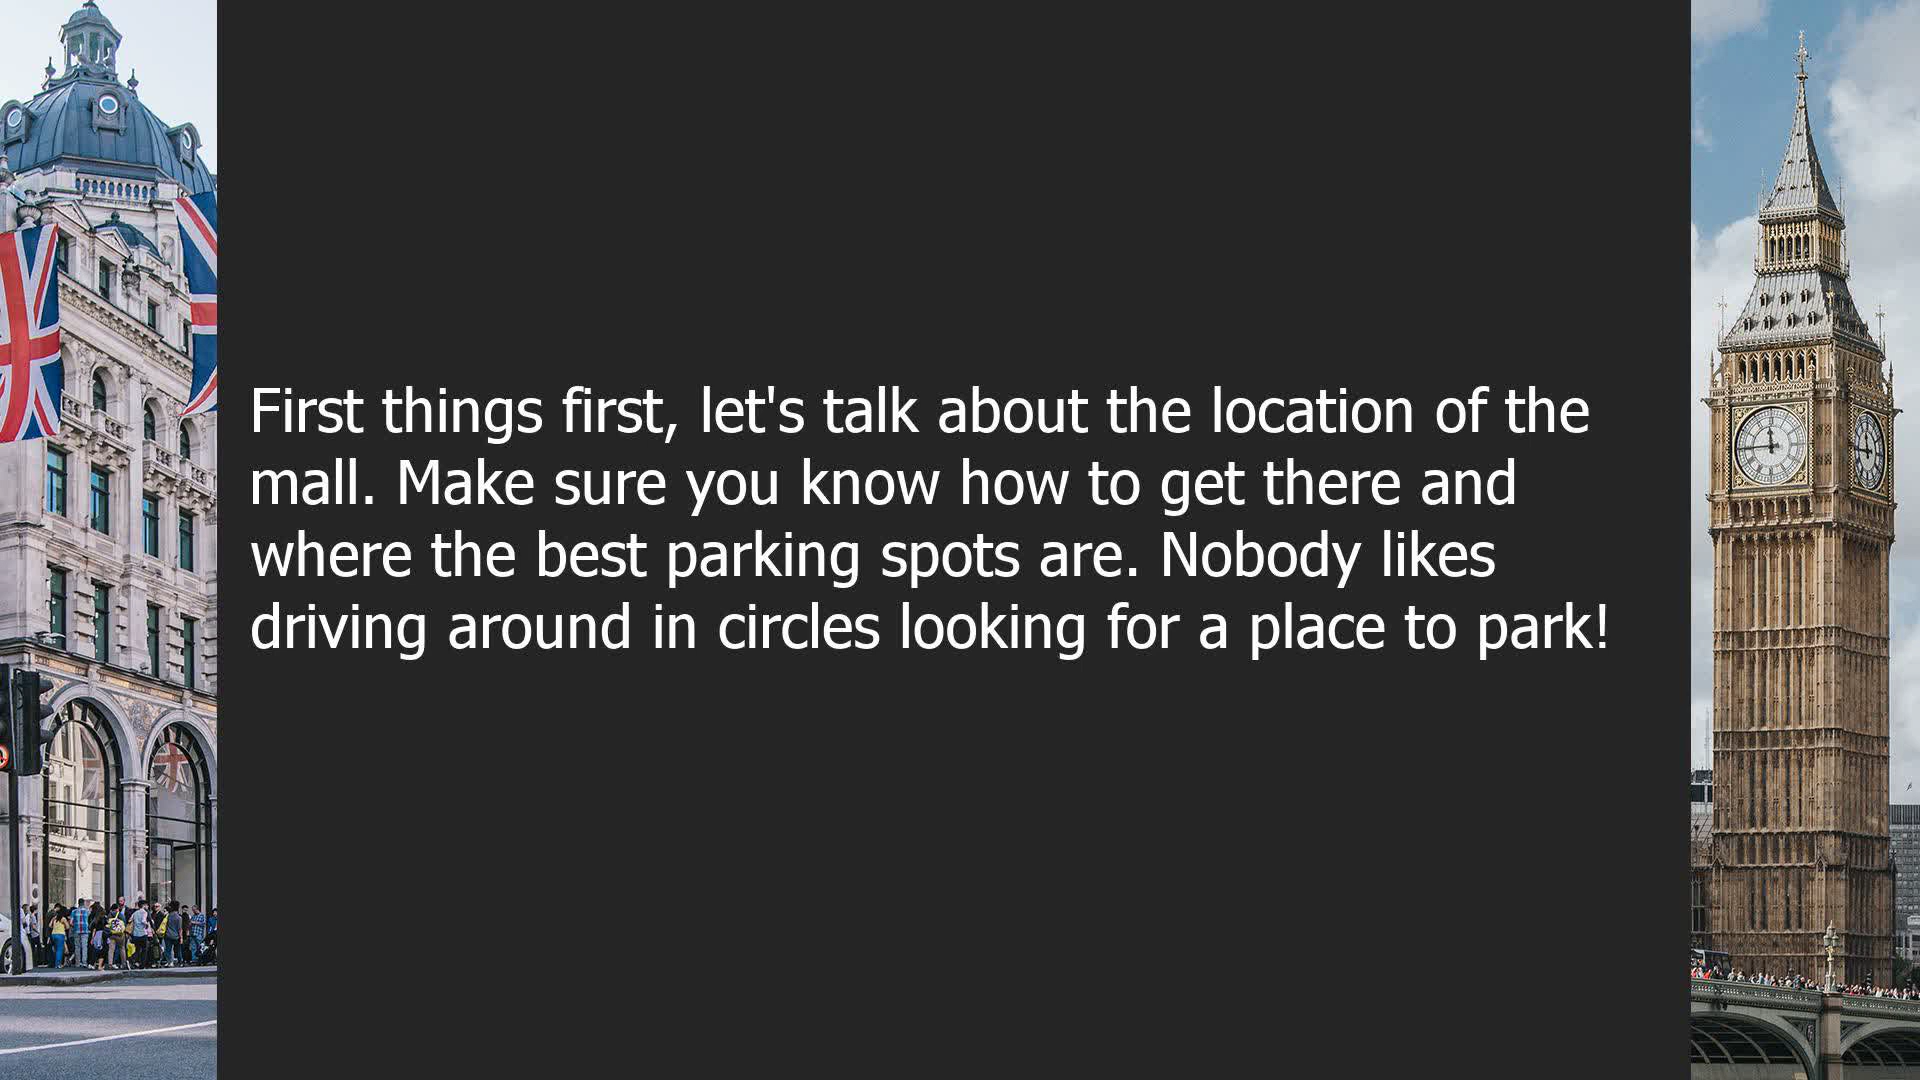 First things first, let's talk about the location of the
mall. Make sure you know how to get there and
where the best parking spots are. Nobody likes
driving around in circles looking for a place to park!